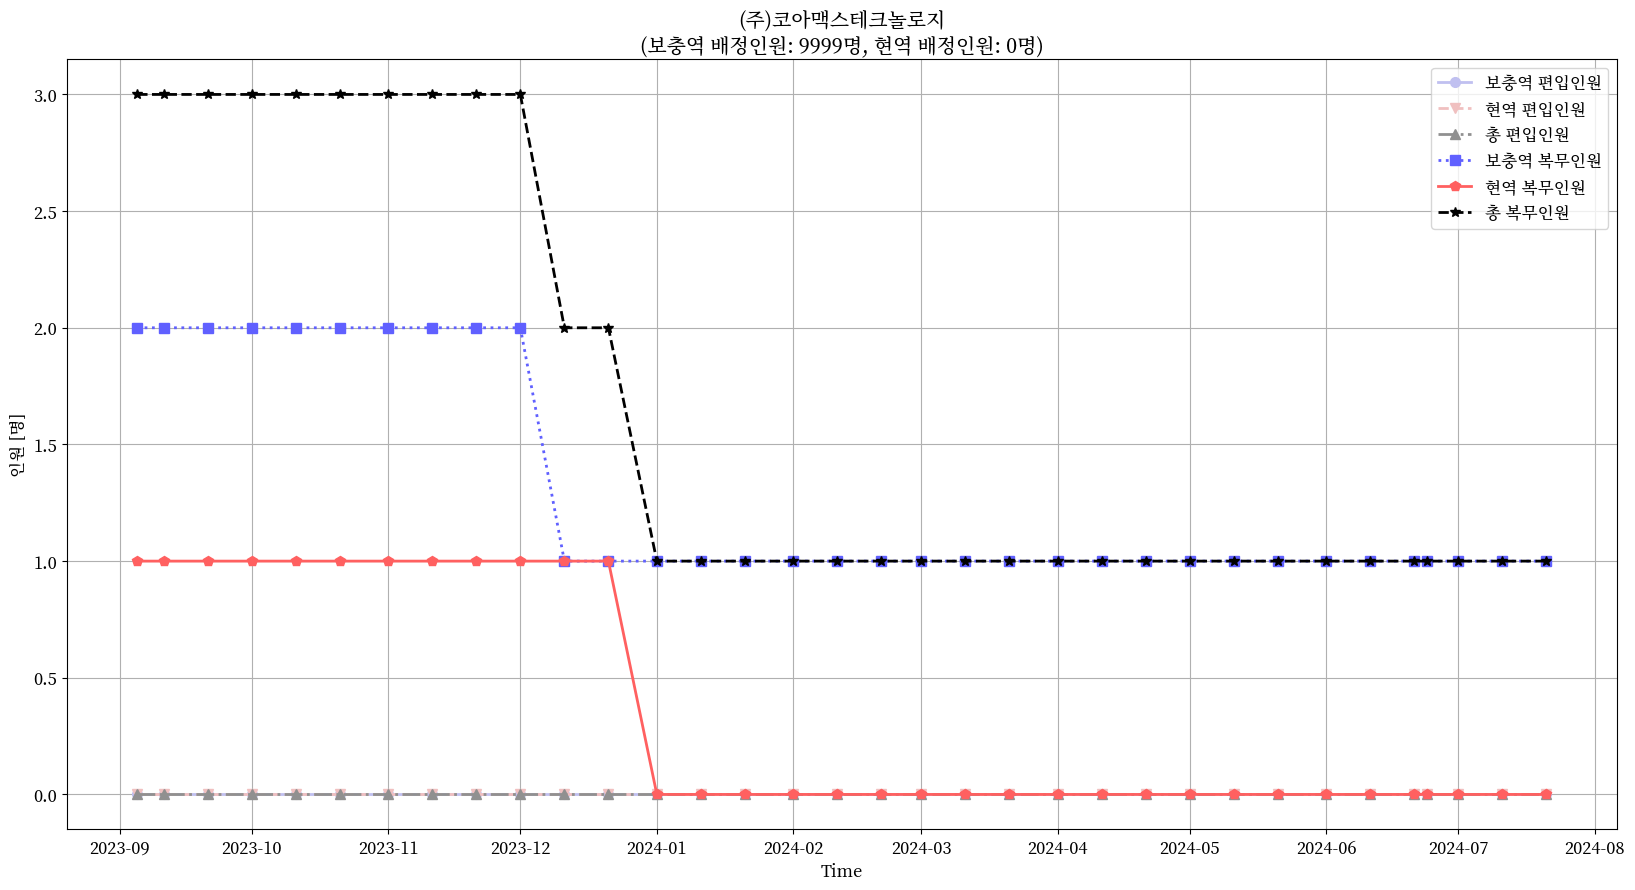 (주)코아맥스테크놀로지
(보충역 배정인원: 9999명, 현역 배정인원: 0명)
보충역 편입인원
현역 편입인원
총 편입인원
보충역 복무인원
현역 복무인원
총 복무인원
인원 [명]
3.0
2.5
2.0
1.5
1.0
0.5
0.0
2023-09 2023-10 2023-11 2023-12 2024-01 2024-02 2024-03 2024-04 2024-05 2024-06 2024-07 2024-08
Time